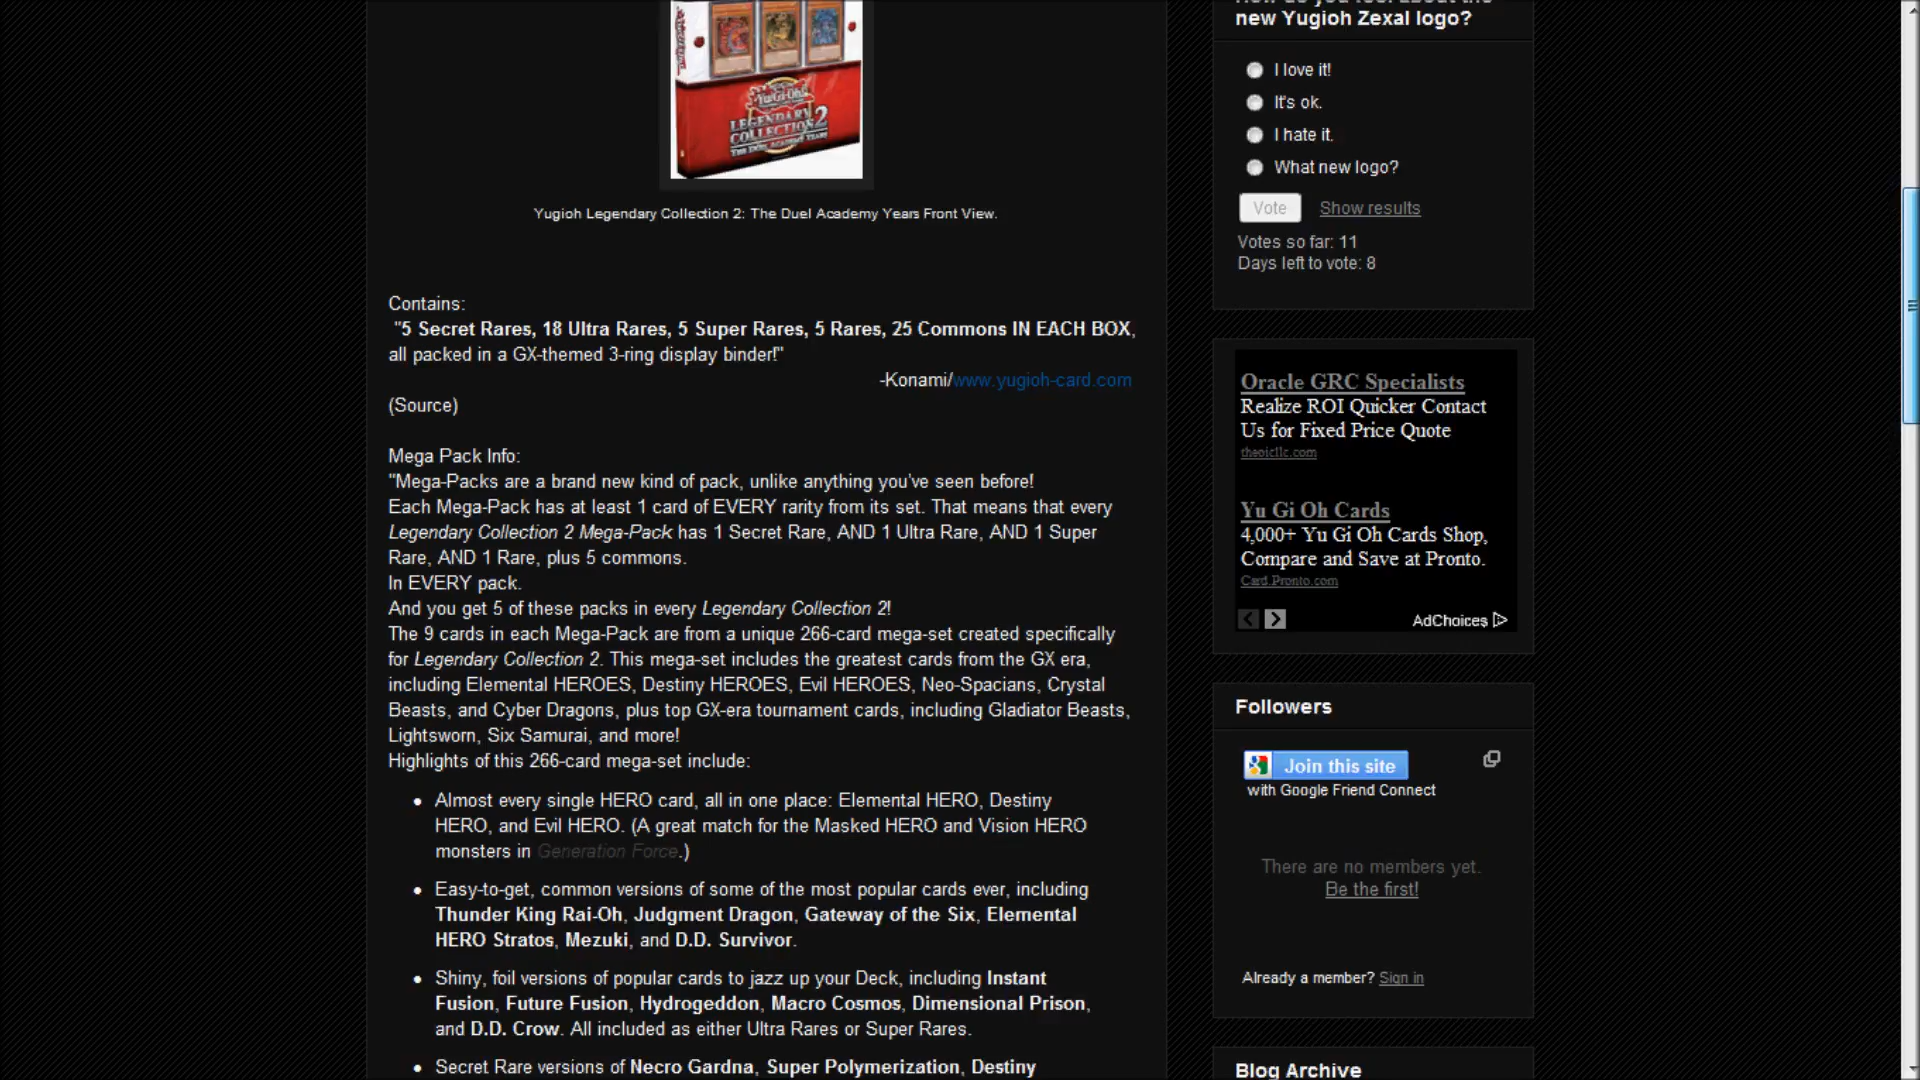 Yu-Gi-Oh!
LEGENDARY
COLLECTION 2
THE DUEL ACADEMY YEARS
Yugioh Legendary Collection 2: The Duel Academy Years Front View.
Contains:
"5 Secret Rares, 18 Ultra Rares, 5 Super Rares, 5 Rares, 25 Commons IN EACH BOX,
all packed in a GX-themed 3-ring display binder!"
-Konami/www.yugioh-card.com
(Source)
Mega Pack Info:
"Mega-Packs are a brand new kind of pack, unlike anything you've seen before!
Each Mega-Pack has at least 1 card of EVERY rarity from its set. That means that every
Legendary Collection 2 Mega-Pack has 1 Secret Rare, AND 1 Ultra Rare, AND 1 Super
Rare, AND 1 Rare, plus 5 commons.
In EVERY pack.
And you get 5 of these packs in every Legendary Collection 2!
The 9 cards in each Mega-Pack are from a unique 266-card mega-set created specifically
for Legendary Collection 2. This mega-set includes the greatest cards from the GX era,
including Elemental HEROES, Destiny HEROES, Evil HEROES, Neo-Spacians, Crystal
Beasts, and Cyber Dragons, plus top GX-era tournament cards, including Gladiator Beasts,
Lightsworn, Six Samurai, and more!
Highlights of this 266-card mega-set include:
• Almost every single HERO card, all in one place: Elemental HERO, Destiny
HERO, and Evil HERO. (A great match for the Masked HERO and Vision HERO
monsters in Generation Force.)
• Easy-to-get, common versions of some of the most popular cards ever, including
Thunder King Rai-Oh, Judgment Dragon, Gateway of the Six, Elemental
HERO Stratos, Mezuki, and D.D. Survivor.
• Shiny, foil versions of popular cards to jazz up your Deck, including Instant
Fusion, Future Fusion, Hydrogeddon, Macro Cosmos, Dimensional Prison,
and D.D. Crow. All included as either Ultra Rares or Super Rares.
• Secret Rare versions of Necro Gardna, Super Polymerization, Destiny
new Yugioh Zexal logo?
I love it!
It's ok.
I hate it.
What new logo?
Vote Show results
Votes so far: 11
Days left to vote: 8
Oracle GRC Specialists
Realize ROI Quicker Contact
Us for Fixed Price Quote
theoicllc.com
Yu Gi Oh Cards
4,000+ Yu Gi Oh Cards Shop,
Compare and Save at Pronto.
Card.Pronto.com
AdChoices
Followers
Join this site
with Google Friend Connect
There are no members yet.
Be the first!
Already a member? Sign in
Blog Archive